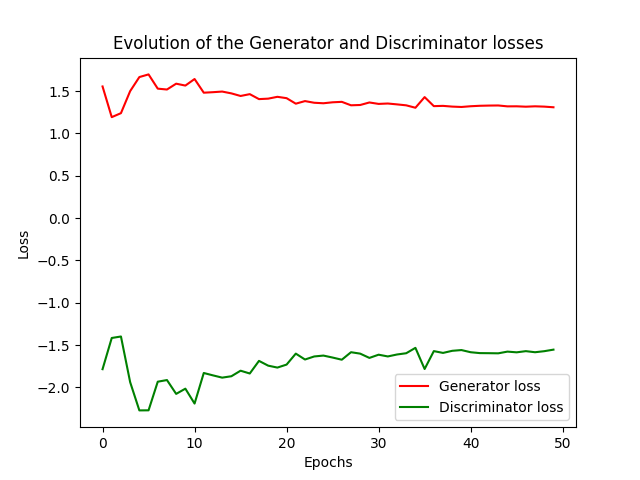 Evolution of the Generator and Discriminator losses
1.5
1.0
0.5
0.0
−0.5
−1.0
−1.5
−2.0
Loss
0 10 20 30 40 50
Epochs
Generator loss
Discriminator loss